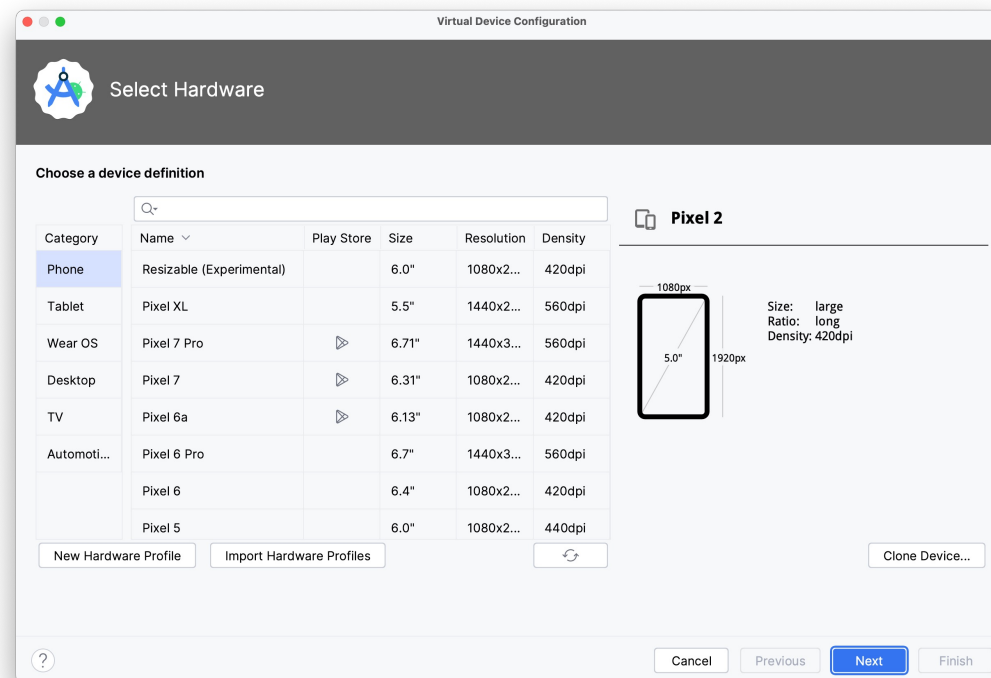 Virtual Device Configuration
Select Hardware
Choose a device definition
Category Name Play Store Size Resolution Density
Phone Resizable (Experimental) 6.0" 1080x2... 420dpi
Tablet Pixel XL 5.5" 1440x2... 560dpi
Wear OS Pixel 7 Pro 6.71" 1440x3... 560dpi
Desktop Pixel 7 6.31" 1080x2... 420dpi
TV Pixel 6a 6.13" 1080x2... 420dpi
Automoti... Pixel 6 Pro 6.7" 1440x3... 560dpi
Pixel 6 6.4" 1080x2... 420dpi
Pixel 5 6.0" 1080x2... 440dpi
New Hardware Profile Import Hardware Profiles
Pixel 2
1080px
5.0" 1920px
Size: large
Ratio: long
Density: 420dpi
Clone Device...
? Cancel Previous Next Finish